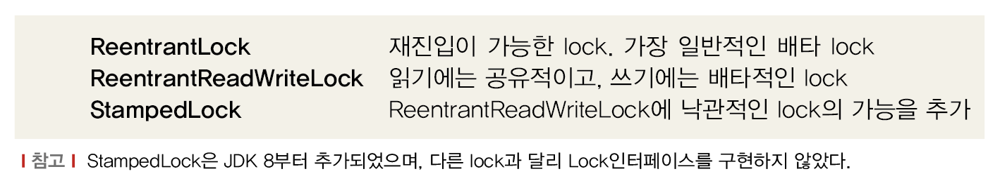 ReentrantLock 재진입이 가능한 lock. 가장 일반적인 배타 lock
ReentrantReadWriteLock 읽기에는 공유적이고, 쓰기에는 배타적인 lock
StampedLock ReentrantReadWriteLock에 낙관적인 lock의 가능을 추가
| 참고 | StampedLock은 JDK 8부터 추가되었으며, 다른 lock과 달리 Lock인터페이스를 구현하지 않았다.